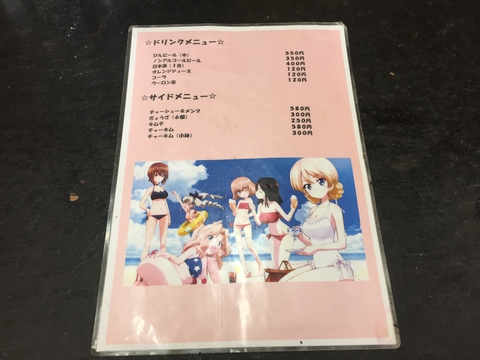 ☆ドリンクメニュー☆
びんビール(中) 550円
ノンアルコールビール 350円
日本酒(1合) 400円
オレンジジュース 120円
コーラ 120円
ウーロン茶 120円
☆サイドメニュー☆
チャーシュー&メンマ 580円
ぎょうざ(6個) 300円
キムチ 250円
チャーキム 580円
チャーキム(小鉢) 300円